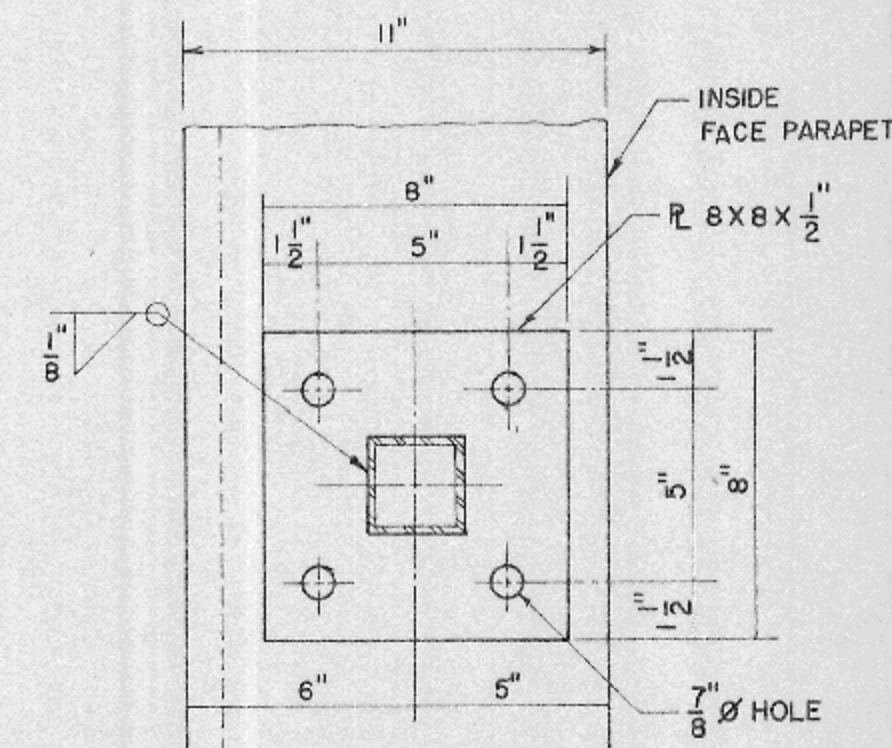 11"
INSIDE
FACE PARAPET
8"
℄ 8 X 8 X 1/2"
1 1/2" 5" 1 1/2"
1/8"
1 1/2"
5" 8"
1 1/2"
6" 5"
7/8" Ø HOLE